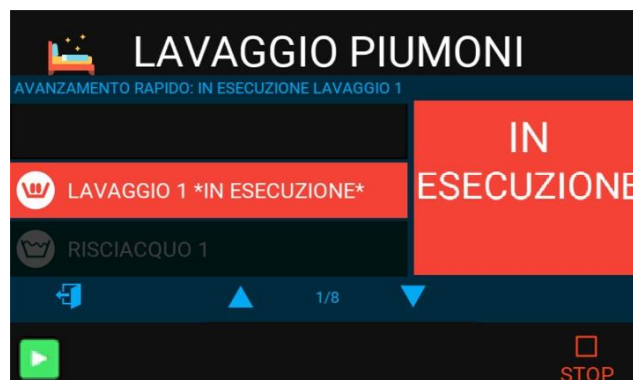 LAVAGGIO PIUMONI
AVANZAMENTO RAPIDO: IN ESECUZIONE LAVAGGIO 1
IN
ESECUZIONE
LAVAGGIO 1 *IN ESECUZIONE*
RISCIACQUO 1
1/8
STOP